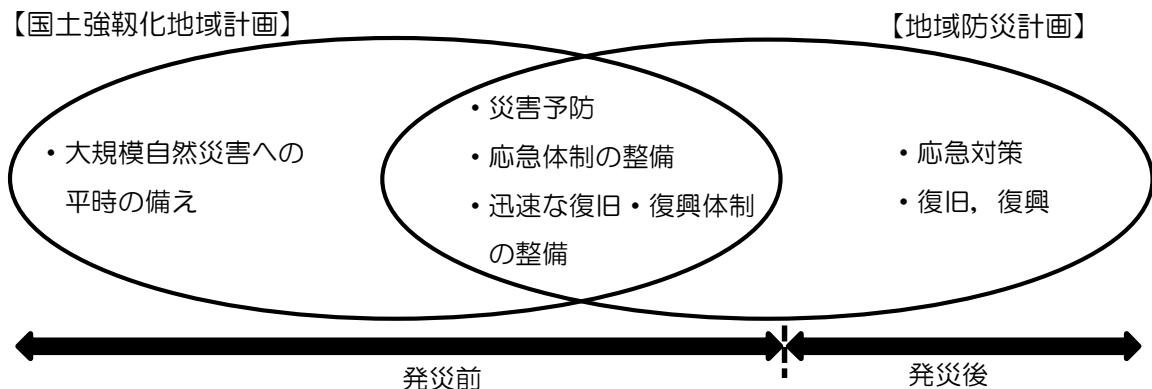 【国土強靱化地域計画】
【地域防災計画】
・大規模自然災害への
平時の備え
・災害予防
・応急体制の整備
・迅速な復旧・復興体制
の整備
・応急対策
・復旧，復興
発災前
発災後